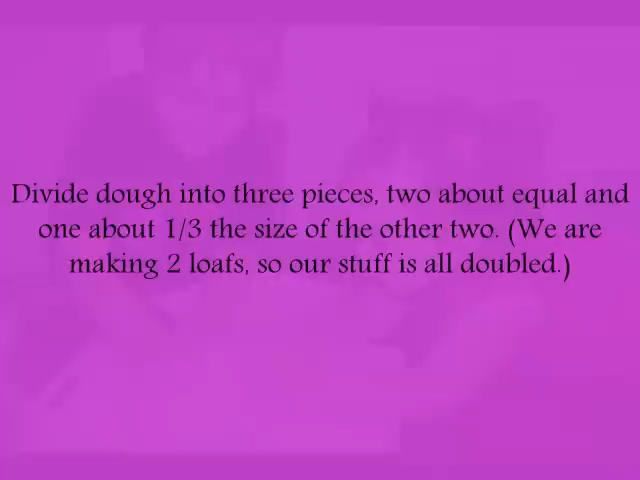 Divide dough into three pieces, two about equal and
one about 1/3 the size of the other two. (We are
making 2 loafs, so our stuff is all doubled.)